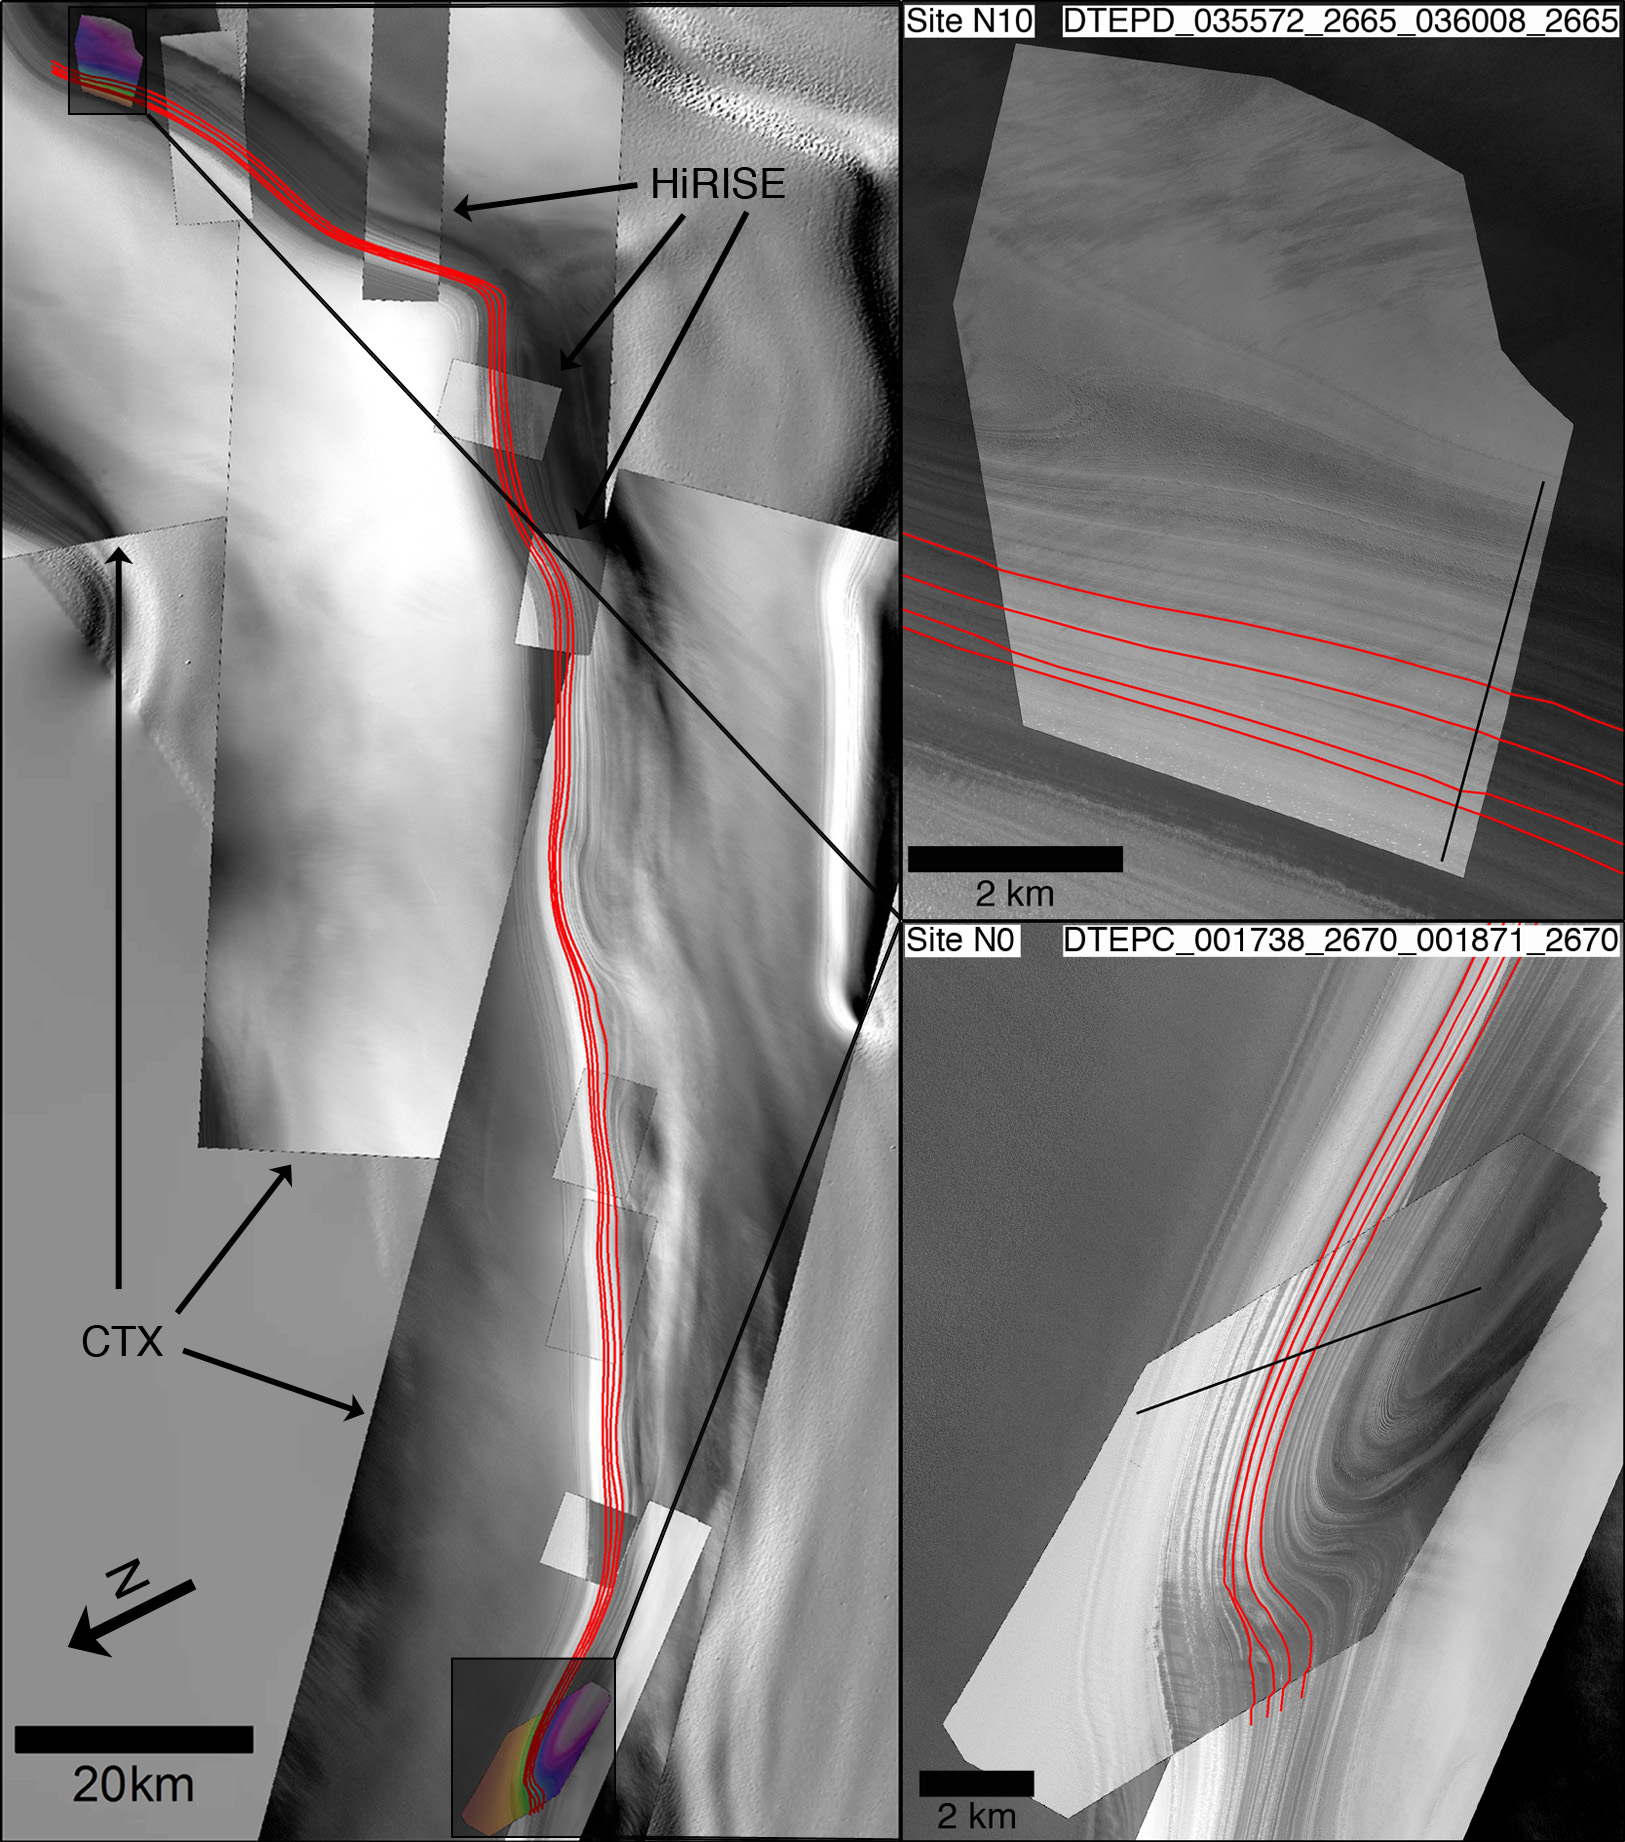 HiRISE
CTX
N
20km
Site N10 DTEPD_035572_2665_036008_2665
2 km
Site N0 DTEPC_001738_2670_001871_2670
2 km